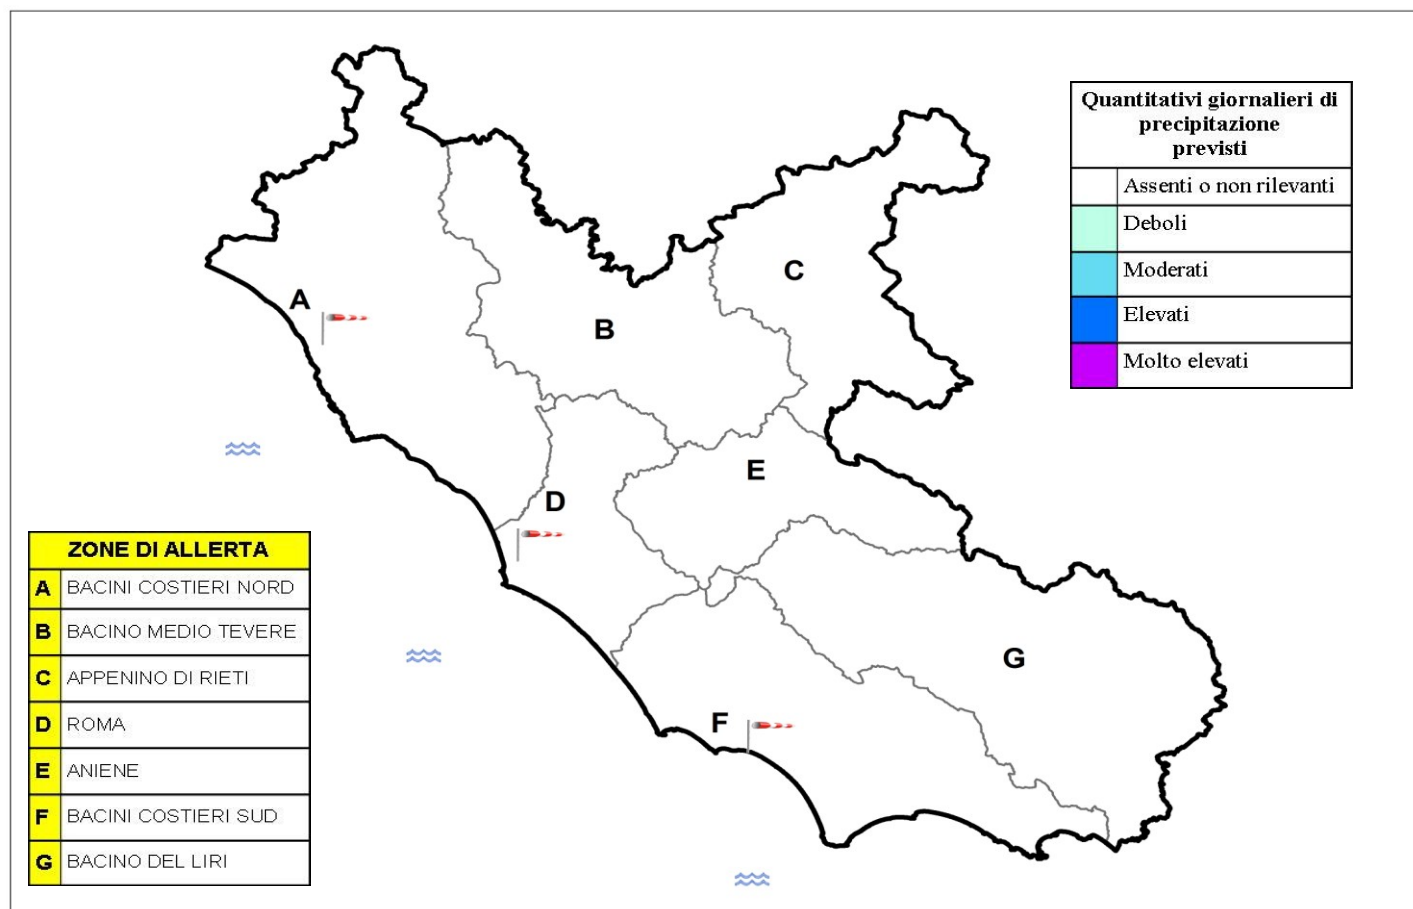 Quantitativi giornalieri di
precipitazione
previsti
Assenti o non rilevanti
Deboli
Moderati
Elevati
Molto elevati
A
B
C
D
E
F
G
ZONE DI ALLERTA
A BACINI COSTIERI NORD
B BACINO MEDIO TEVERE
C APPENINO DI RIETI
D ROMA
E ANIENE
F BACINI COSTIERI SUD
G BACINO DEL LIRI